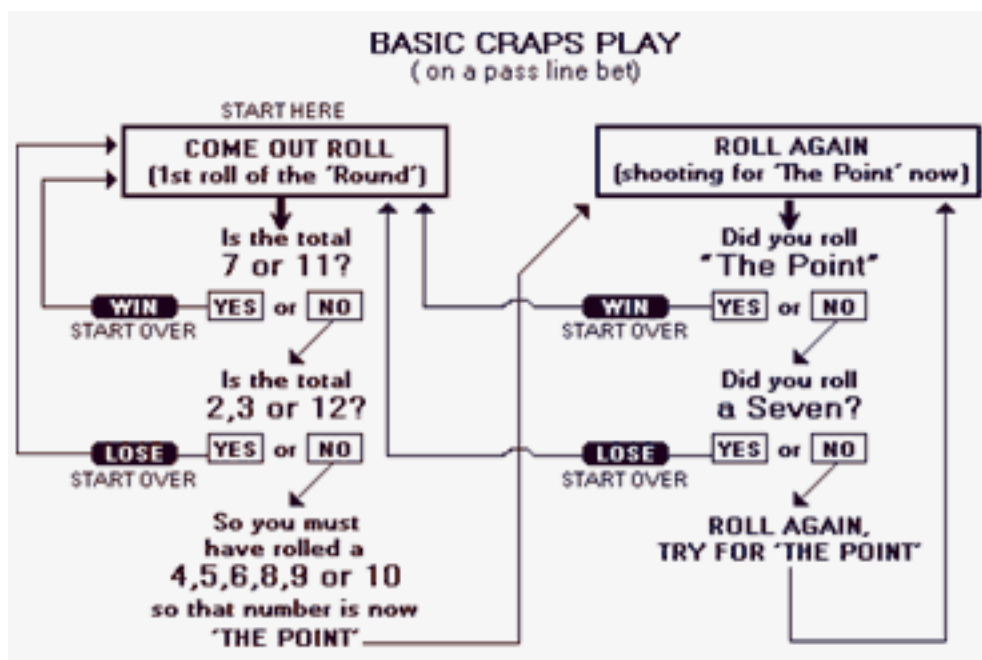 BASIC CRAPS PLAY
( on a pass line bet)
START HERE
COME OUT ROLL
(1st roll of the 'Round')
Is the total
7 or 11?
WIN YES or NO
START OVER
Is the total
2,3 or 12?
LOSE YES or NO
START OVER
So you must
have rolled a
4,5,6,8,9 or 10
so that number is now
'THE POINT'
ROLL AGAIN
(shooting for 'The Point' now)
Did you roll
"The Point"
WIN YES or NO
START OVER
Did you roll
a Seven?
LOSE YES or NO
START OVER
ROLL AGAIN,
TRY FOR 'THE POINT'